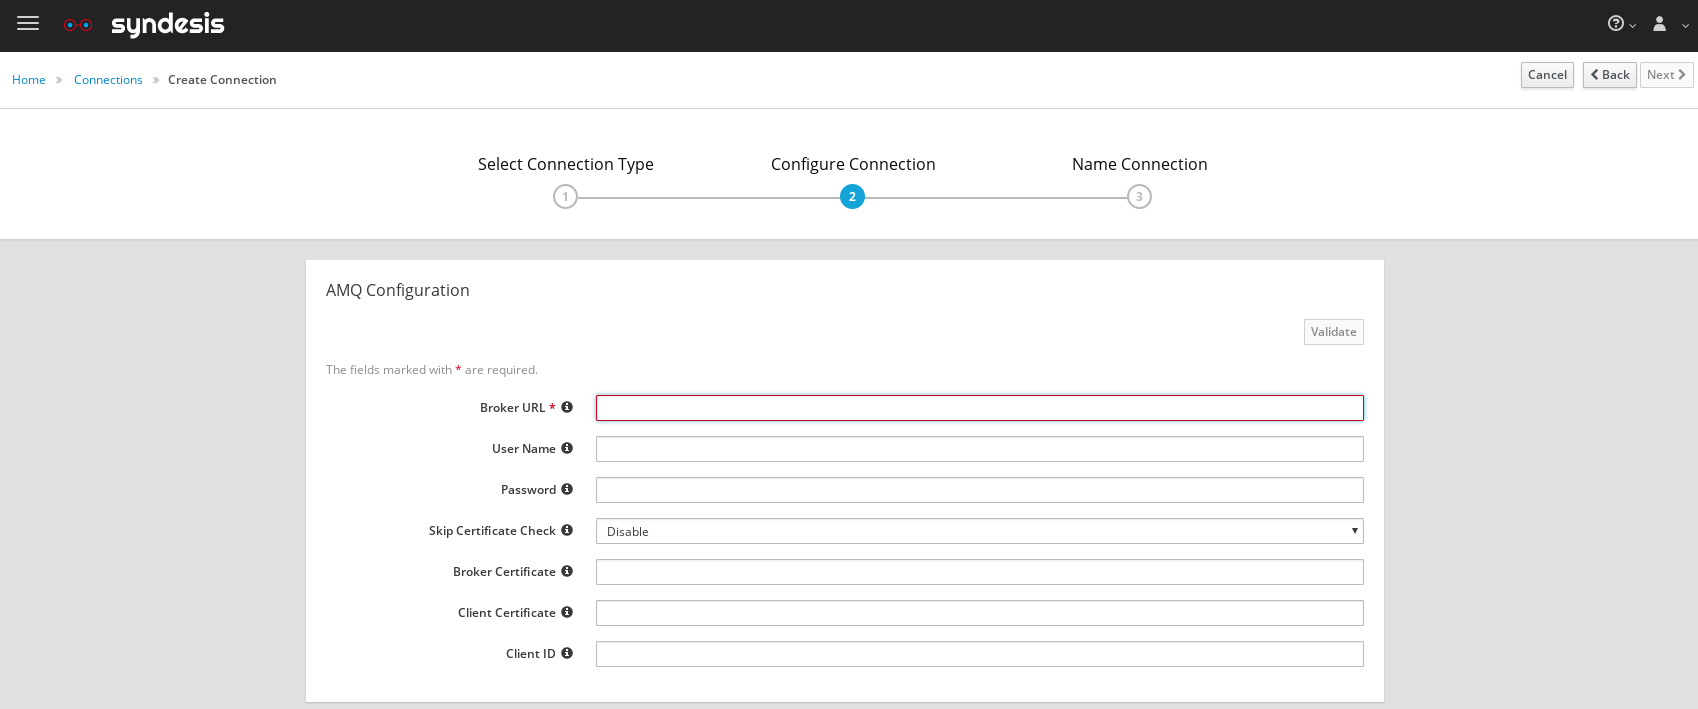 syndesis
Home » Connections » Create Connection
Cancel Back Next
Select Connection Type Configure Connection Name Connection
1 2 3
AMQ Configuration
Validate
The fields marked with * are required.
Broker URL *
User Name
Password
Skip Certificate Check Disable
Broker Certificate
Client Certificate
Client ID